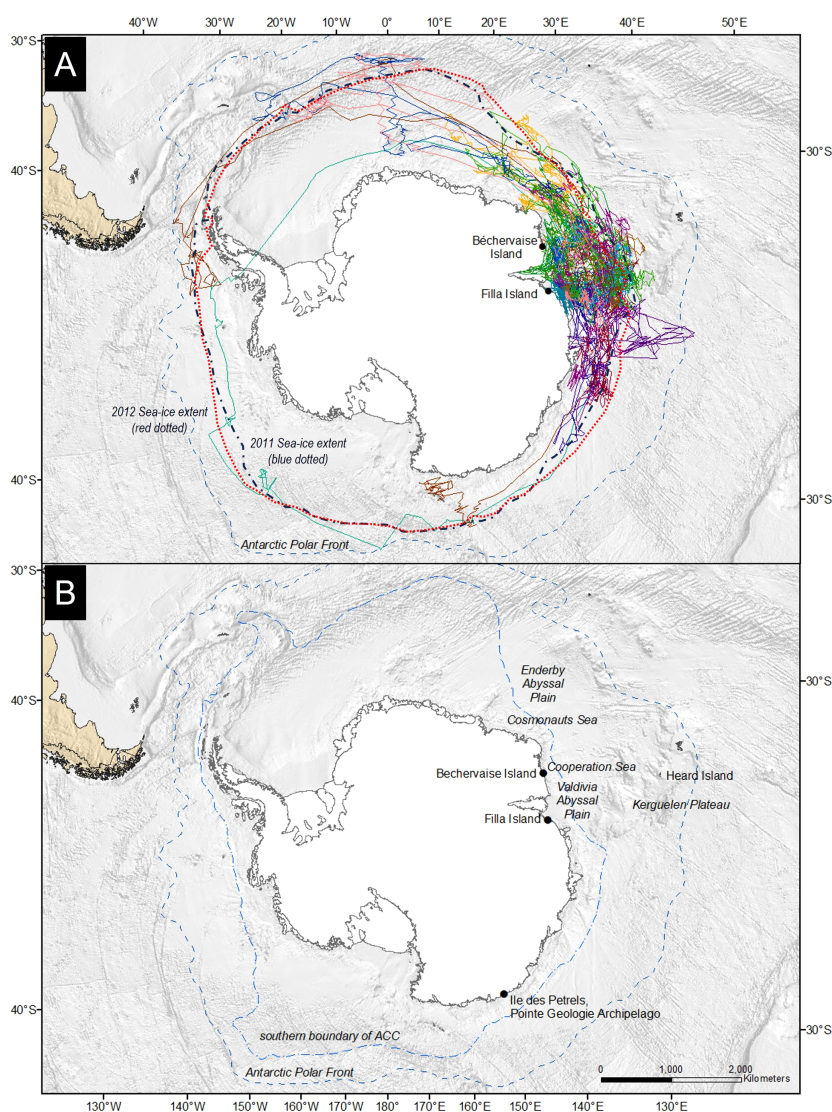 40°W 30°W 20°W 10°W 0° 10°E 20°E 30°E 40°E 50°E
30°S
A
40°S
40°S
Béchervaise
Island
Filla Island
2012 Sea-ice extent
(red dotted)
2011 Sea-ice extent
(blue dotted)
40°S
30°S
Antarctic Polar Front
30°S
B
Enderby
Abyssal
Plain
30°S
40°S
Cosmonauts Sea
Cooperation Sea
Bechervaise Island
Heard Island
Valdivia
Abyssal
Plain
Kerguelen Plateau
Filla Island
Ile des Petrels,
Pointe Geologie Archipelago
40°S
30°S
southern boundary of ACC
Antarctic Polar Front
0 1,000 2,000
Kilometers
130°W 140°W 150°W 160°W 170°W 180° 170°E 160°E 150°E 140°E 130°E